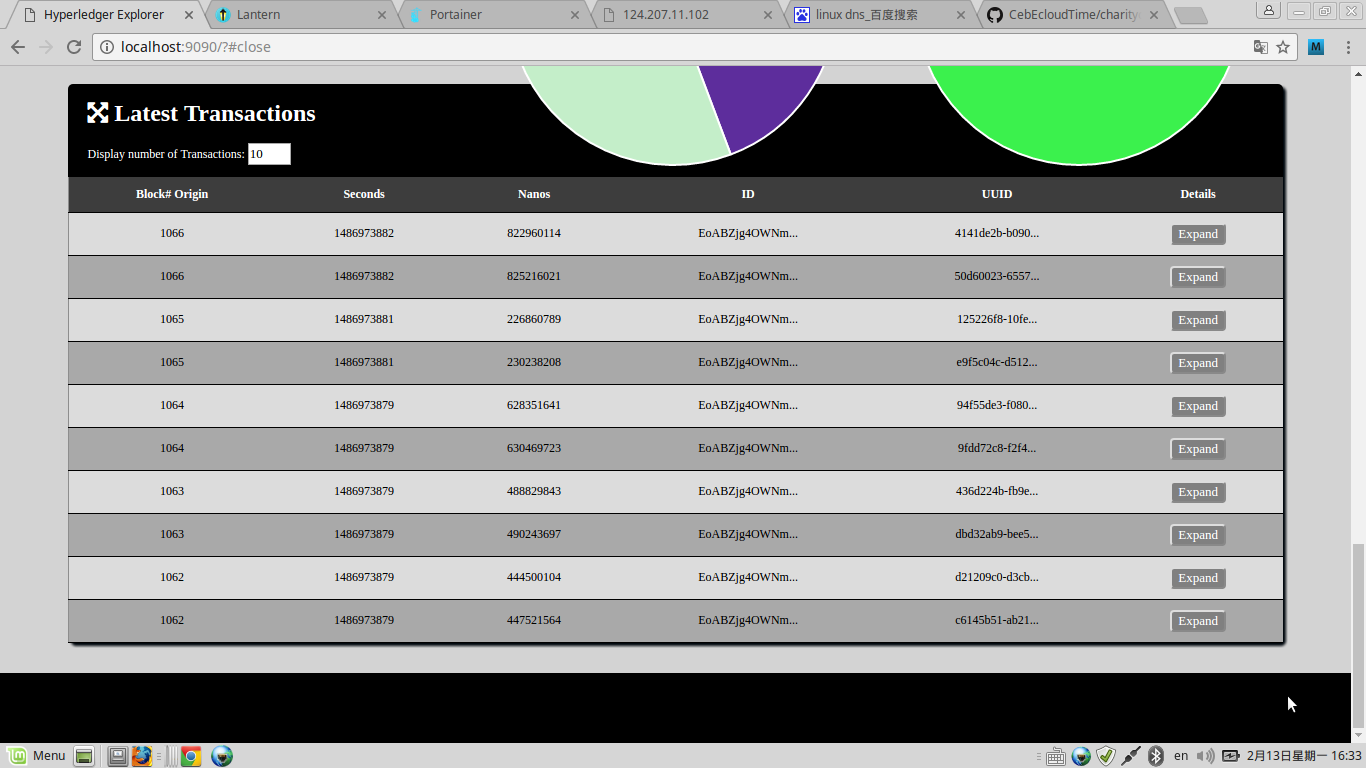 Hyperledger Explorer Lantern Portainer 124.207.11.102 linux dns_百度搜索 CebEcloudTime/charity
localhost:9090/?#close
Latest Transactions
Display number of Transactions: 10
Block# Origin Seconds Nanos ID UUID Details
1066 1486973882 822960114 EoABZjg4OWNm... 4141de2b-b090... Expand
1066 1486973882 825216021 EoABZjg4OWNm... 50d60023-6557... Expand
1065 1486973881 226860789 EoABZjg4OWNm... 125226f8-10fe... Expand
1065 1486973881 230238208 EoABZjg4OWNm... e9f5c04c-d512... Expand
1064 1486973879 628351641 EoABZjg4OWNm... 94f55de3-f080... Expand
1064 1486973879 630469723 EoABZjg4OWNm... 9fdd72c8-f2f4... Expand
1063 1486973879 488829843 EoABZjg4OWNm... 436d224b-fb9e... Expand
1063 1486973879 490243697 EoABZjg4OWNm... dbd32ab9-bee5... Expand
1062 1486973879 444500104 EoABZjg4OWNm... d21209c0-d3cb... Expand
1062 1486973879 447521564 EoABZjg4OWNm... c6145b51-ab21... Expand
Menu en 2月13日星期一 16:33